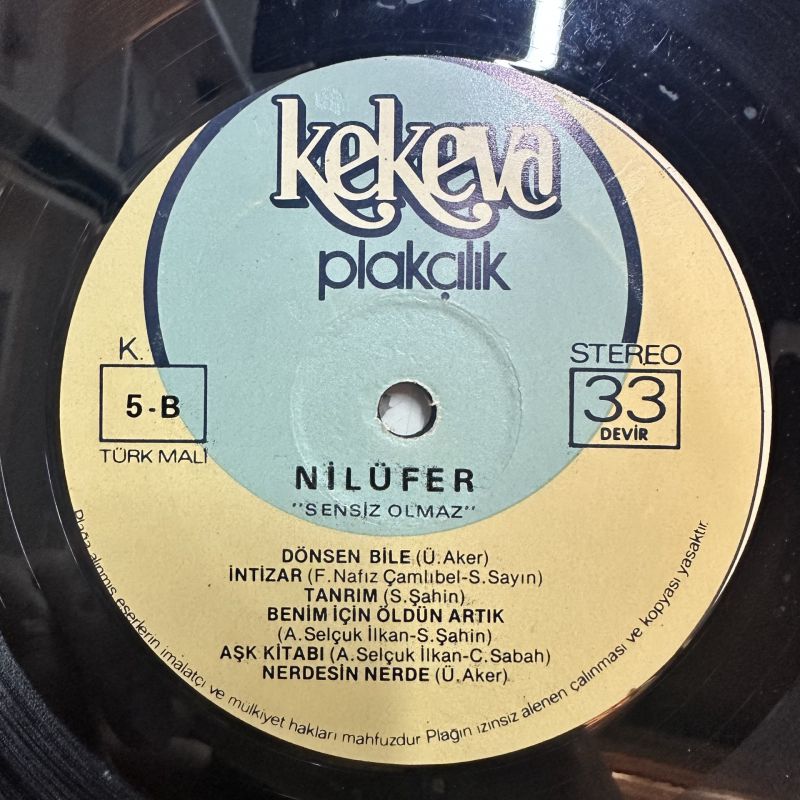 kekeva
plakçılık
K.
5-B
TÜRK MALI
STEREO
33
DEVİR
NİLÜFER
"SENSİZ OLMAZ"
DÖNSEN BİLE (Ü.Aker)
İNTİZAR (F.Nafız Çamlıbel-S.Sayın)
TANRIM (S.Şahin)
BENİM İÇİN ÖLDÜN ARTIK
(A.Selçuk İlkan-S.Şahin)
AŞK KİTABI (A.Selçuk İlkan-C.Sabah)
NERDESİN NERDE (Ü.Aker)
Plağa alınmış eserlerin imalatçı ve mülkiyet hakları mahfuzdur Plağın izinsiz alenen çalınması ve kopyası yasaktır.